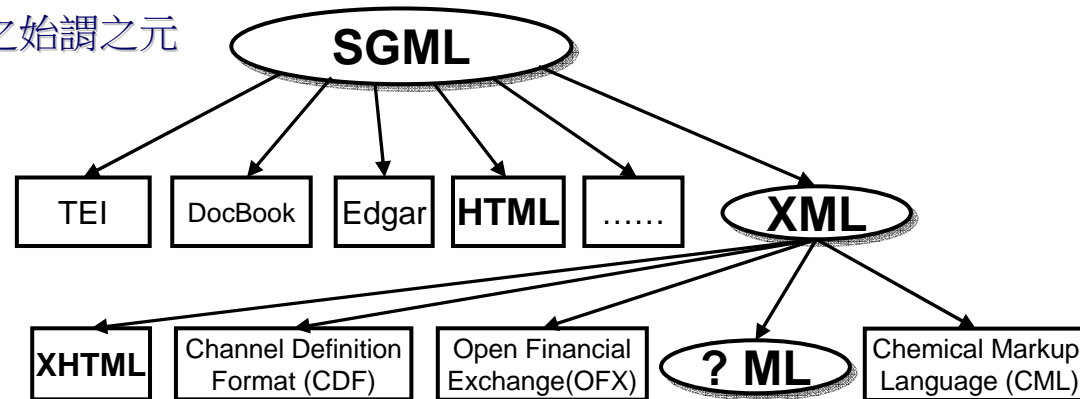 之始謂之元
SGML
TEI
DocBook
Edgar
HTML
……
XML
XHTML
Channel Definition
Format (CDF)
Open Financial
Exchange(OFX)
? ML
Chemical Markup
Language (CML)